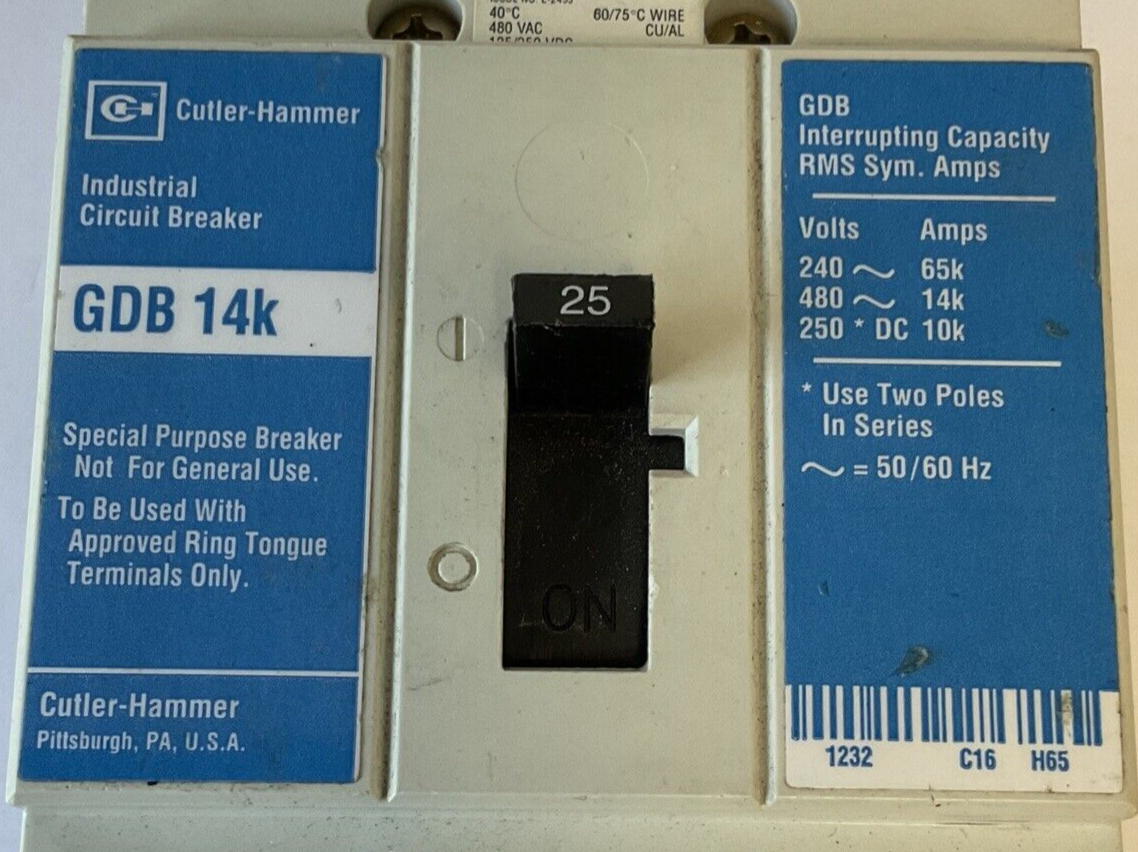 40°C 60/75°C WIRE
480 VAC CU/AL
125/250 VDC
Cutler-Hammer
Industrial
Circuit Breaker
GDB 14k
Special Purpose Breaker
Not For General Use.
To Be Used With
Approved Ring Tongue
Terminals Only.
Cutler-Hammer
Pittsburgh, PA, U.S.A.
25
ON
GDB
Interrupting Capacity
RMS Sym. Amps
Volts Amps
240 ~ 65k
480 ~ 14k
250 * DC 10k
* Use Two Poles
In Series
~ = 50/60 Hz
1232 C16 H65